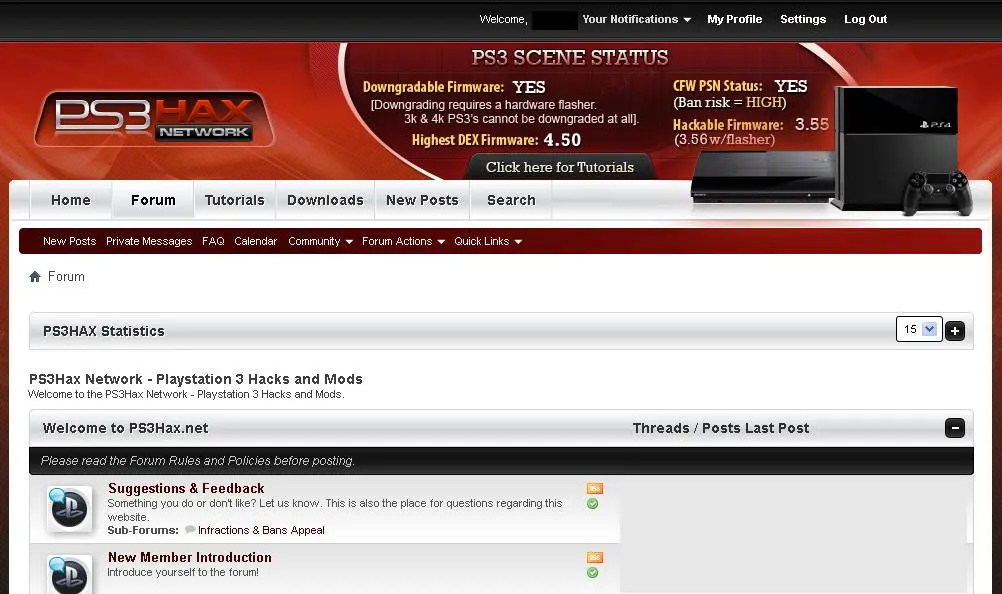 Welcome,
Your Notifications
My Profile
Settings
Log Out
PS3 SCENE STATUS
Downgradable Firmware: YES
[Downgrading requires a hardware flasher.
3k & 4k PS3's cannot be downgraded at all].
Highest DEX Firmware: 4.50
CFW PSN Status: YES
(Ban risk = HIGH)
Hackable Firmware: 3.55
(3.56 w/flasher)
Click here for Tutorials
PS3HAX
NETWORK
PS4
Home
Forum
Tutorials
Downloads
New Posts
Search
New Posts
Private Messages
FAQ
Calendar
Community
Forum Actions
Quick Links
Forum
PS3HAX Statistics
15
PS3Hax Network - Playstation 3 Hacks and Mods
Welcome to the PS3Hax Network - Playstation 3 Hacks and Mods.
Welcome to PS3Hax.net
Threads / Posts Last Post
Please read the Forum Rules and Policies before posting.
Suggestions & Feedback
RSS
Something you do or don't like? Let us know. This is also the place for questions regarding this
website.
Sub-Forums: Infractions & Bans Appeal
New Member Introduction
RSS
Introduce yourself to the forum!